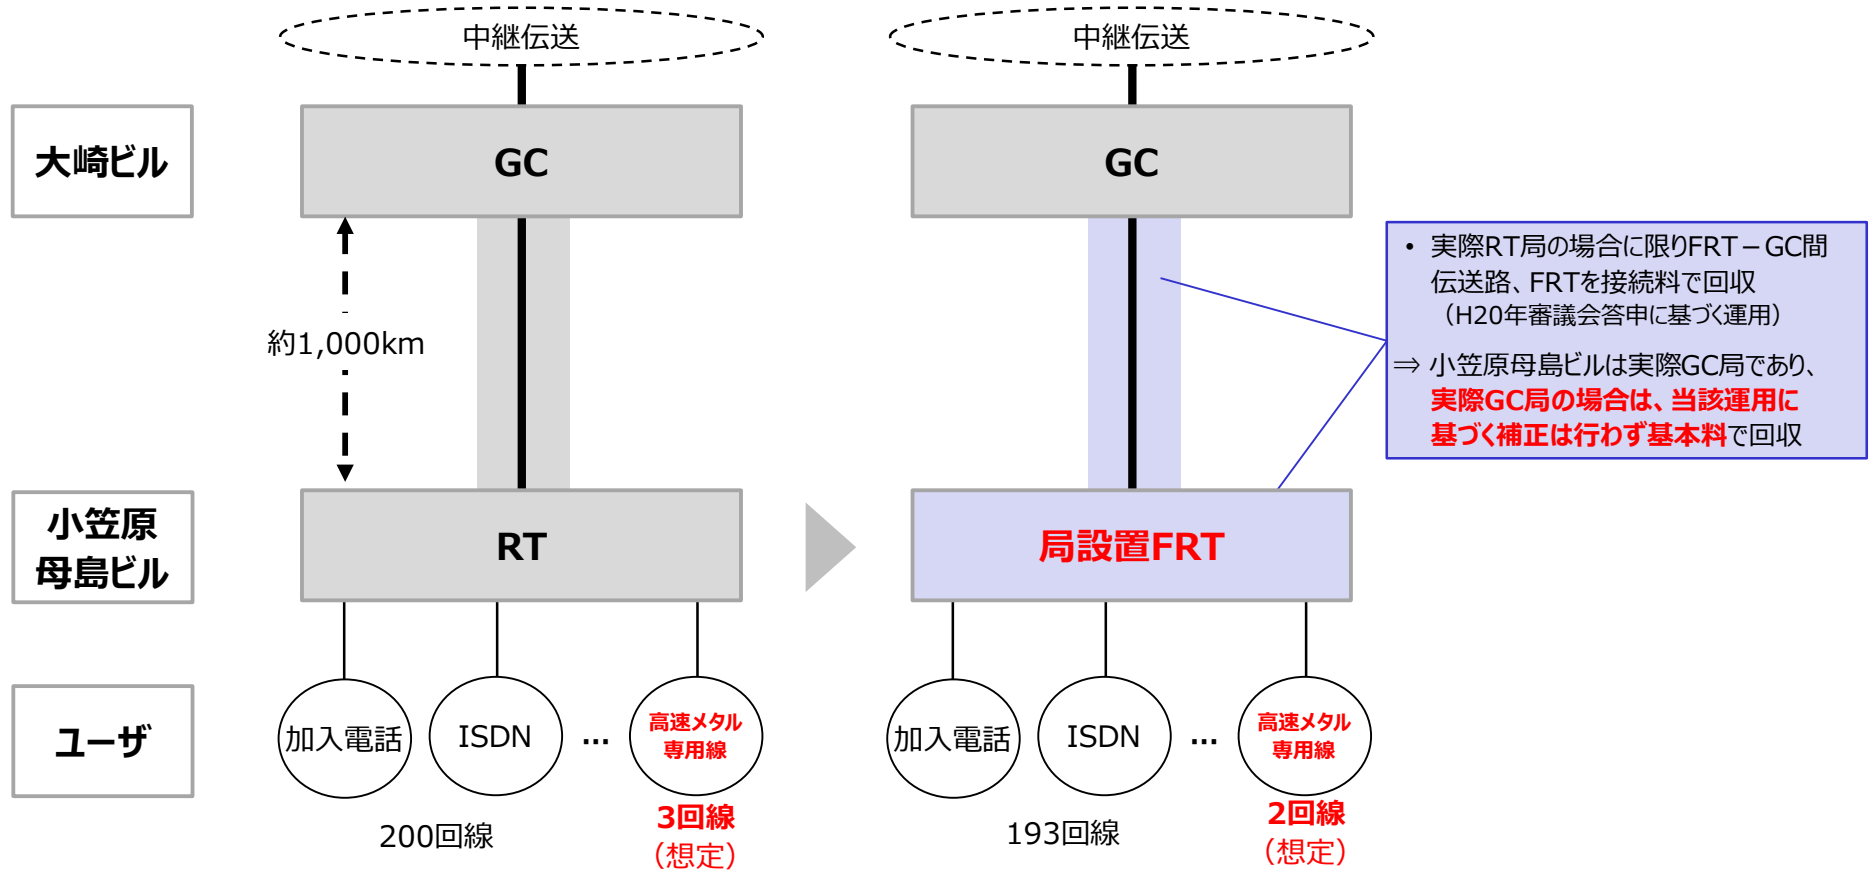 中継伝送
中継伝送
大崎ビル
GC
GC
約1,000km
• 実際RT局の場合に限りFRT－GC間
伝送路、FRTを接続料で回収
（H20年審議会答申に基づく運用）
⇒ 小笠原母島ビルは実際GC局であり、
実際GC局の場合は、当該運用に
基づく補正は行わず基本料で回収
小笠原
母島ビル
RT
局設置FRT
ユーザ
加入電話
ISDN
…
高速メタル
専用線
200回線
3回線
（想定）
加入電話
ISDN
…
高速メタル
専用線
193回線
2回線
（想定）